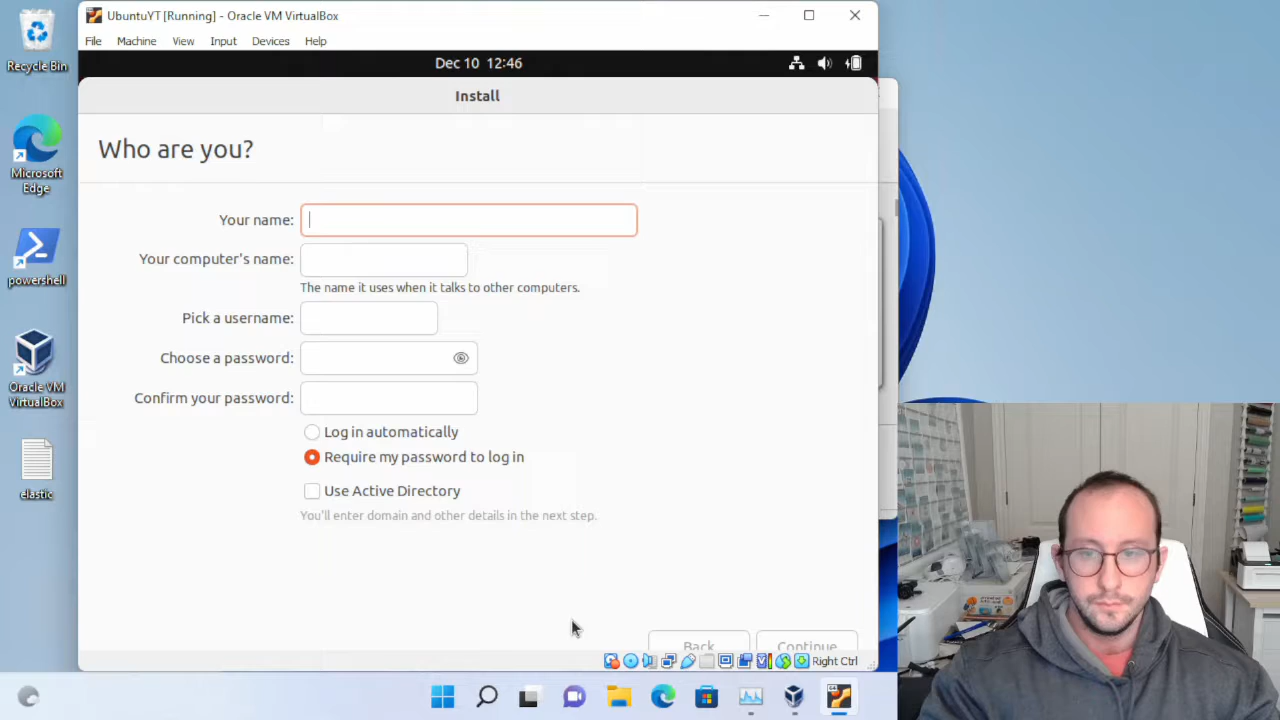 UbuntuYT [Running] - Oracle VM VirtualBox
File Machine View Input Devices Help
Dec 10 12:46
Install
Who are you?
Your name:
Your computer's name:
The name it uses when it talks to other computers.
Pick a username:
Choose a password:
Confirm your password:
Log in automatically
Require my password to log in
Use Active Directory
You'll enter domain and other details in the next step.
Back Continue
Right Ctrl
Recycle Bin
Microsoft
Edge
powershell
Oracle VM
VirtualBox
elastic